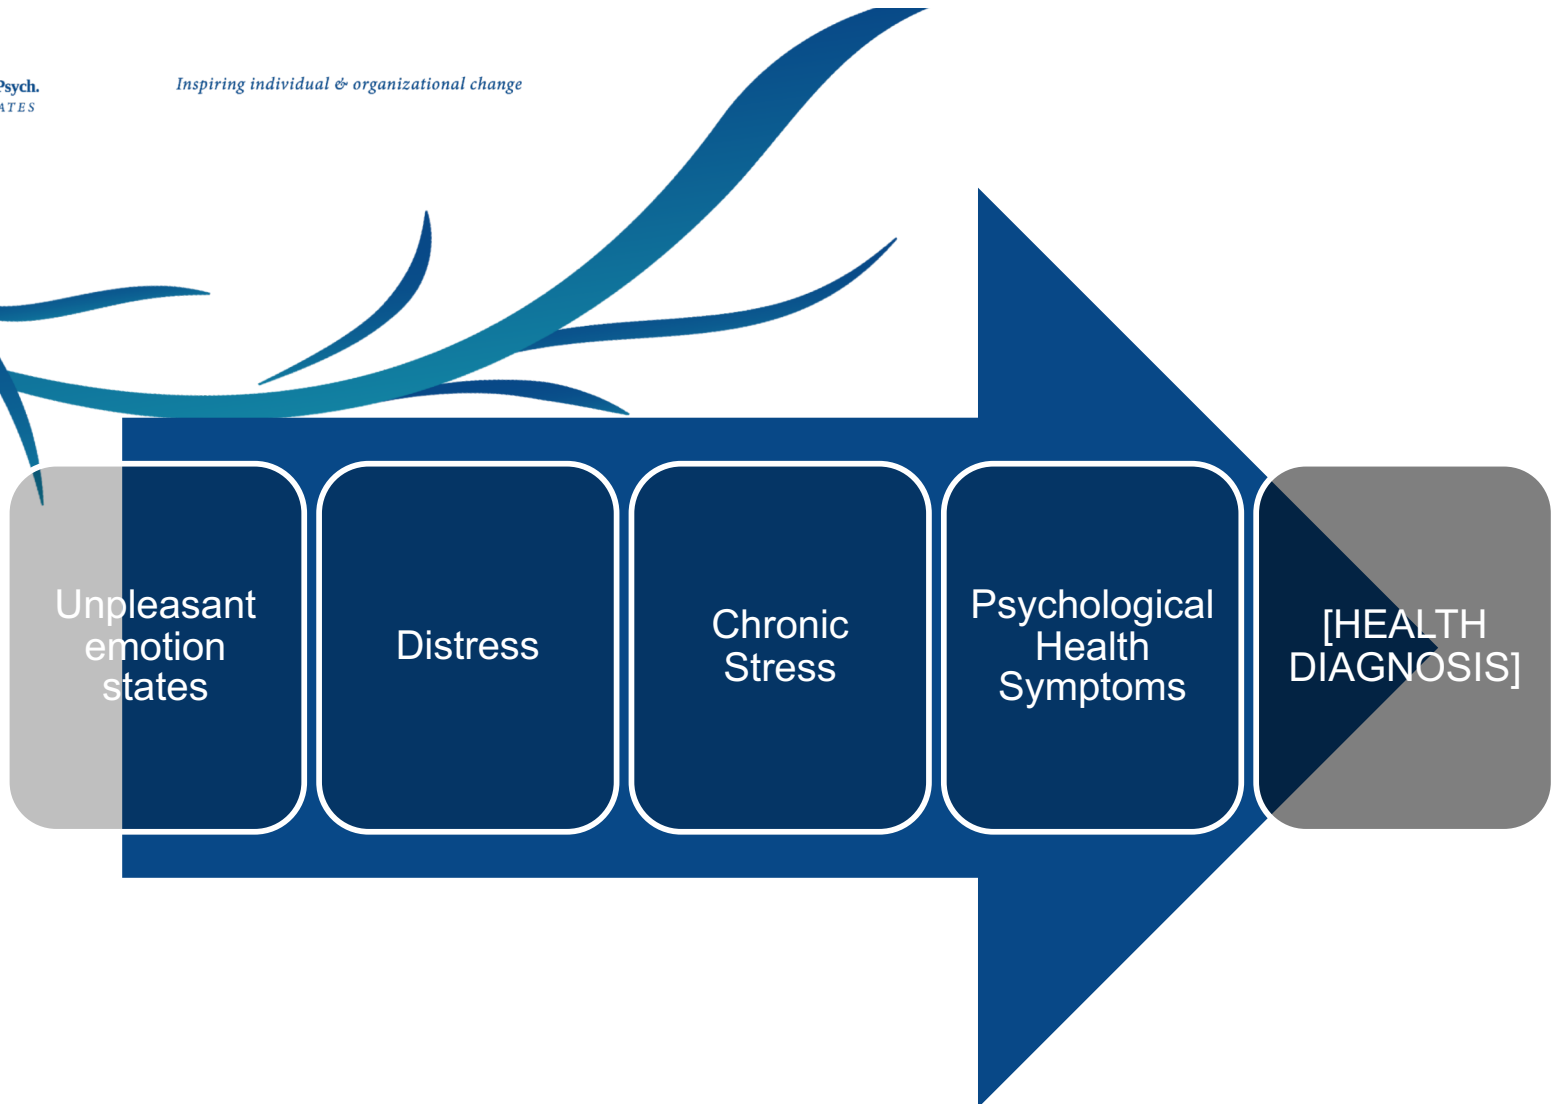 Psych.
ATES
Inspiring individual & organizational change
Unpleasant
emotion
states
Distress
Chronic
Stress
Psychological
Health
Symptoms
[HEALTH
DIAGNOSIS]